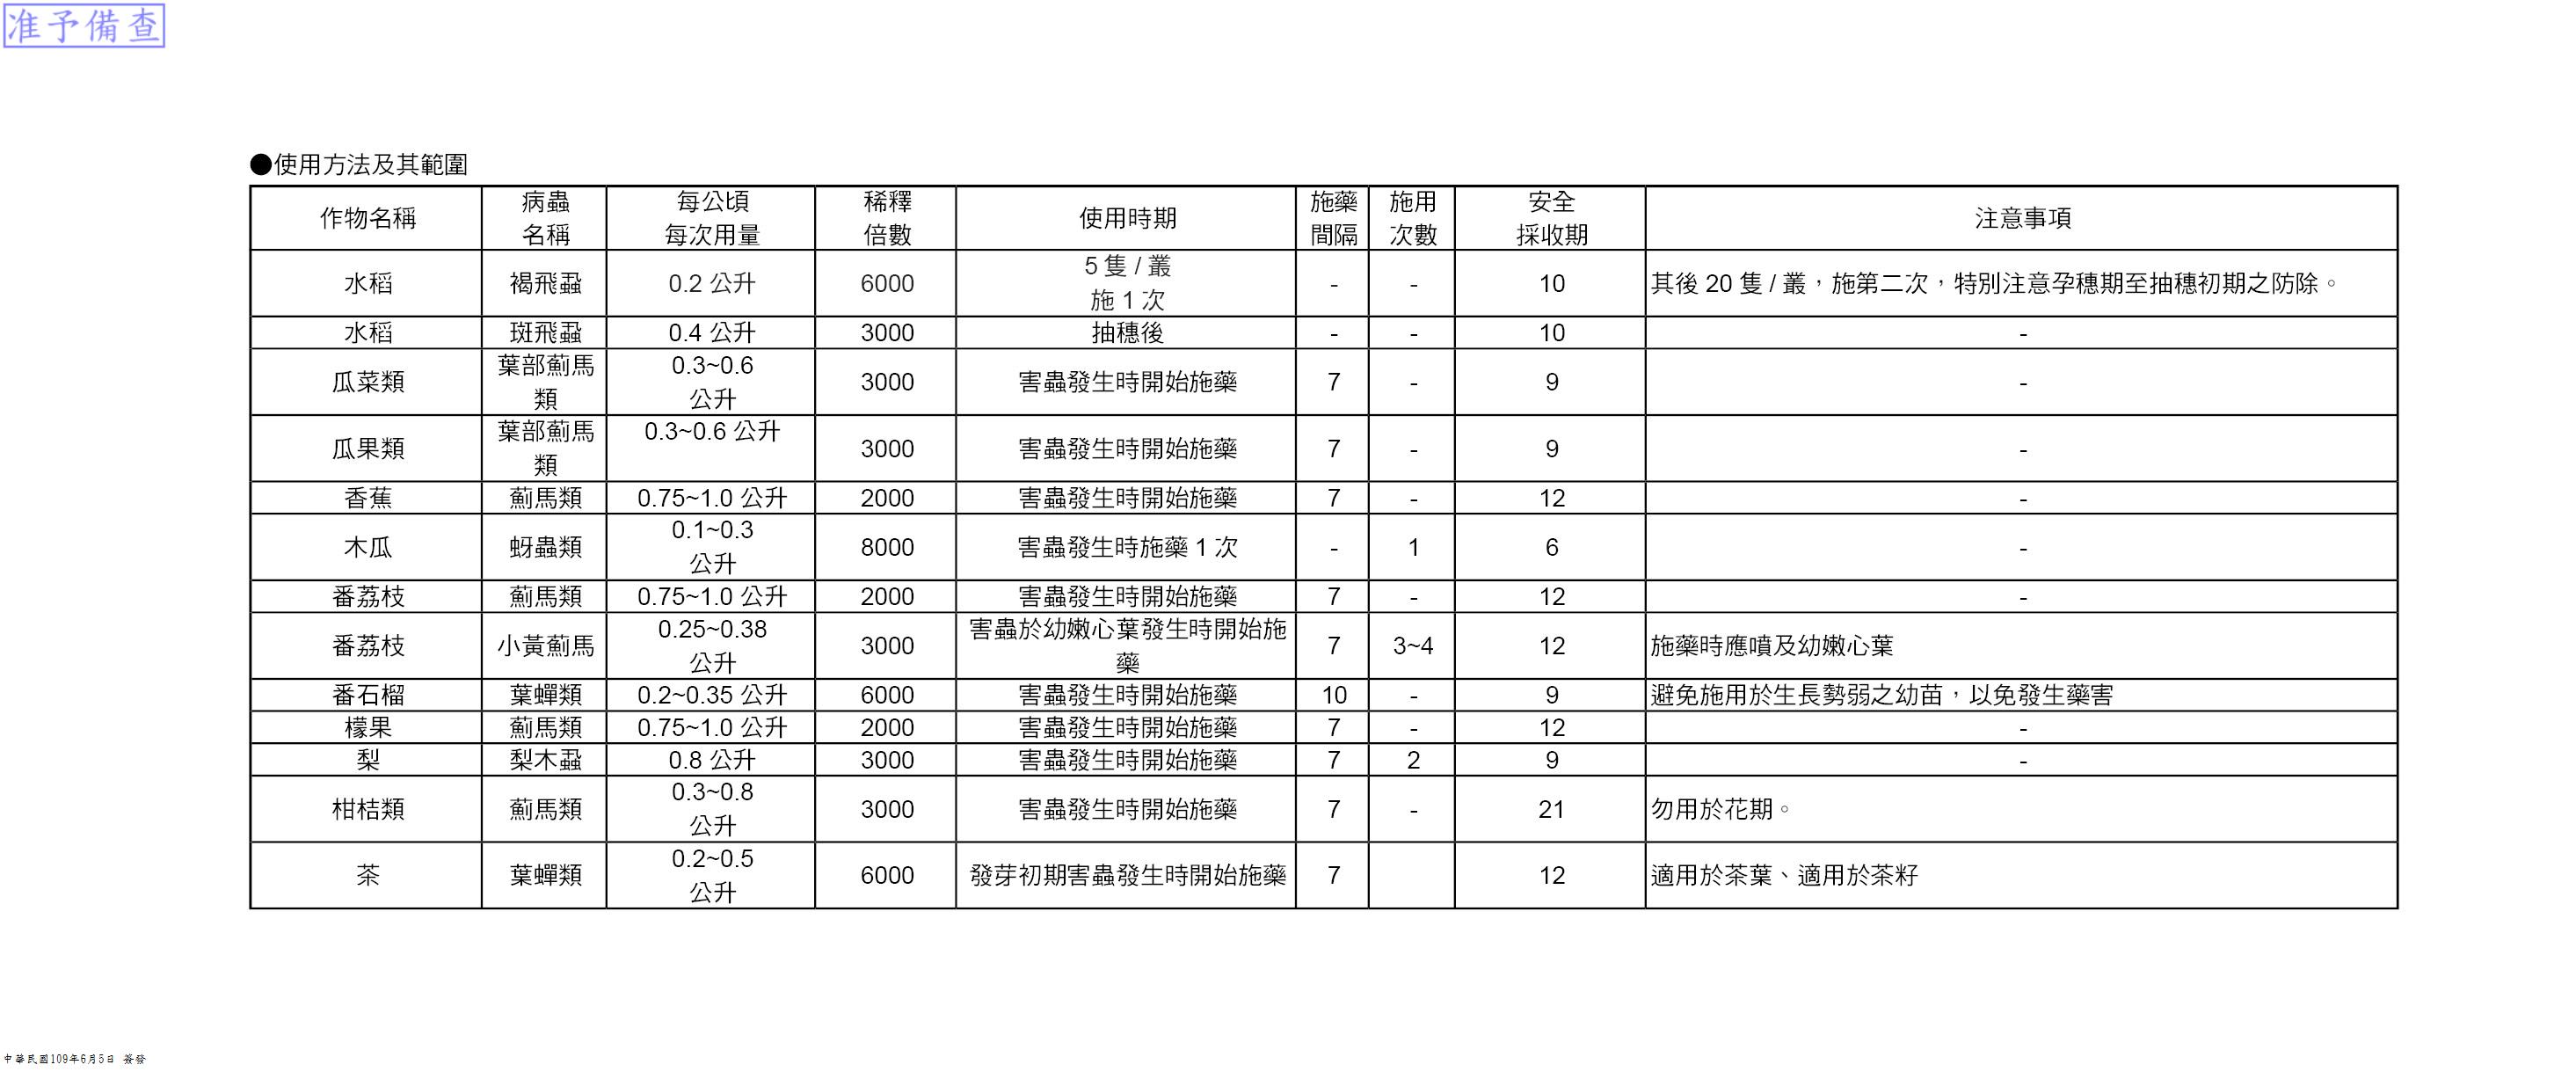 准予備查
●使用方法及其範圍
作物名稱 病蟲名稱 每公頃每次用量 稀釋倍數 使用時期 施藥間隔 施用次數 安全採收期 注意事項
水稻 褐飛蝨 0.2 公升 6000 5 隻 / 叢 施 1 次 - - 10 其後 20 隻 / 叢，施第二次，特別注意孕穗期至抽穗初期之防除。
水稻 斑飛蝨 0.4 公升 3000 抽穗後 - - 10 -
瓜菜類 葉部薊馬類 0.3~0.6 公升 3000 害蟲發生時開始施藥 7 - 9 -
瓜果類 葉部薊馬類 0.3~0.6 公升 3000 害蟲發生時開始施藥 7 - 9 -
香蕉 薊馬類 0.75~1.0 公升 2000 害蟲發生時開始施藥 7 - 12 -
木瓜 蚜蟲類 0.1~0.3 公升 8000 害蟲發生時施藥 1 次 - 1 6 -
番荔枝 薊馬類 0.75~1.0 公升 2000 害蟲發生時開始施藥 7 - 12 -
番荔枝 小黃薊馬 0.25~0.38 公升 3000 害蟲於幼嫩心葉發生時開始施藥 7 3~4 12 施藥時應噴及幼嫩心葉
番石榴 葉蟬類 0.2~0.35 公升 6000 害蟲發生時開始施藥 10 - 9 避免施用於生長勢弱之幼苗，以免發生藥害
檬果 薊馬類 0.75~1.0 公升 2000 害蟲發生時開始施藥 7 - 12 -
梨 梨木蝨 0.8 公升 3000 害蟲發生時開始施藥 7 2 9 -
柑桔類 薊馬類 0.3~0.8 公升 3000 害蟲發生時開始施藥 7 - 21 勿用於花期。
茶 葉蟬類 0.2~0.5 公升 6000 發芽初期害蟲發生時開始施藥 7 12 適用於茶葉、適用於茶籽
中華民國109年6月5日 簽發